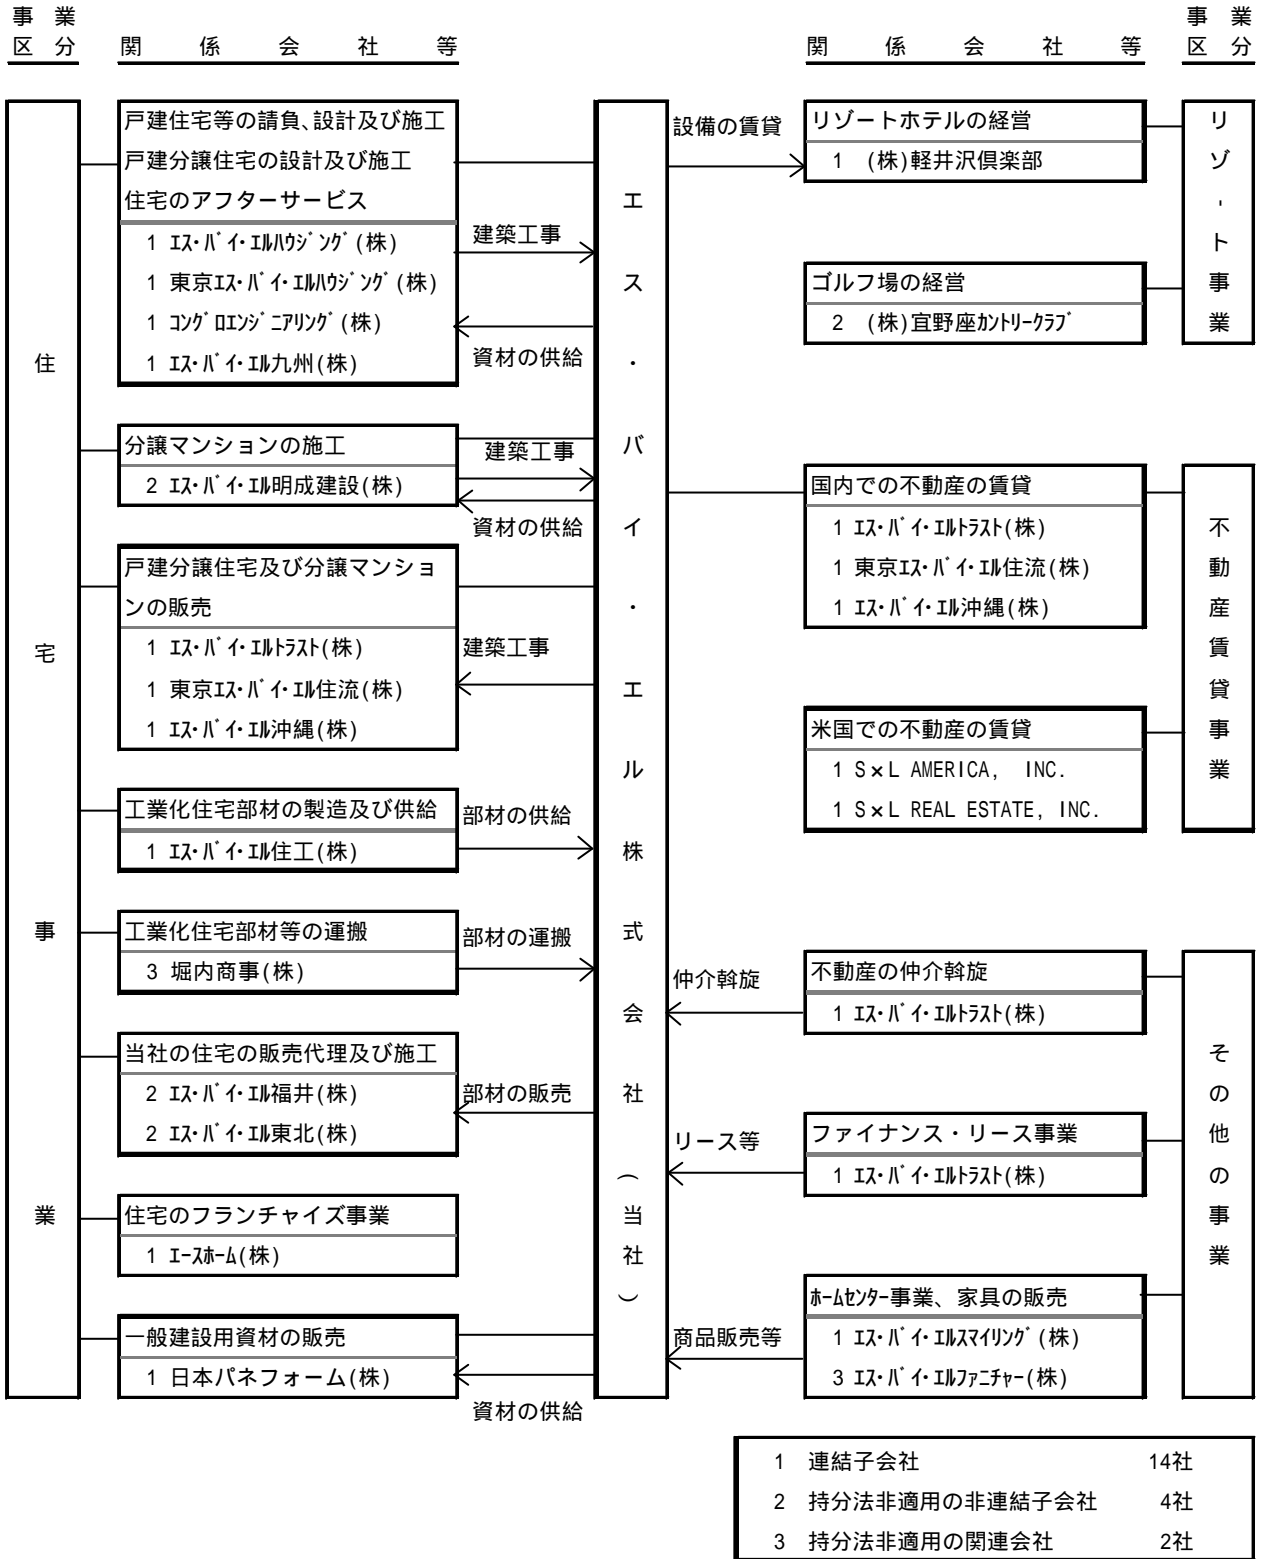 事業
区分
関係会社等
住宅事業
戸建住宅等の請負、設計及び施工
戸建分譲住宅の設計及び施工
住宅のアフターサービス
1 ｴｽ･ﾊﾞｲ･ｴﾙﾊｳｼﾞﾝｸﾞ(株)
1 東京ｴｽ･ﾊﾞｲ･ｴﾙﾊｳｼﾞﾝｸﾞ(株)
1 ｺﾝｸﾞﾛｴﾝｼﾞﾆｱﾘﾝｸﾞ(株)
1 ｴｽ･ﾊﾞｲ･ｴﾙ九州(株)
建築工事
資材の供給
分譲マンションの施工
2 ｴｽ･ﾊﾞｲ･ｴﾙ明成建設(株)
建築工事
資材の供給
戸建分譲住宅及び分譲マンショ
ンの販売
1 ｴｽ･ﾊﾞｲ･ｴﾙﾄﾗｽﾄ(株)
1 東京ｴｽ･ﾊﾞｲ･ｴﾙ住流(株)
1 ｴｽ･ﾊﾞｲ･ｴﾙ沖縄(株)
建築工事
工業化住宅部材の製造及び供給
1 ｴｽ･ﾊﾞｲ･ｴﾙ住工(株)
部材の供給
工業化住宅部材等の運搬
3 堀内商事(株)
部材の運搬
当社の住宅の販売代理及び施工
2 ｴｽ･ﾊﾞｲ･ｴﾙ福井(株)
2 ｴｽ･ﾊﾞｲ･ｴﾙ東北(株)
部材の販売
住宅のフランチャイズ事業
1 ｴｰｽﾎｰﾑ(株)
一般建設用資材の販売
1 日本パネフォーム(株)
資材の供給
エス・バイ・エル株式会社(当社)
関係会社等
事業
区分
設備の賃貸
リゾートホテルの経営
1 (株)軽井沢倶楽部
ゴルフ場の経営
2 (株)宜野座ｶﾝﾄﾘｰｸﾗﾌﾞ
リゾｰト事業
国内での不動産の賃貸
1 ｴｽ･ﾊﾞｲ･ｴﾙﾄﾗｽﾄ(株)
1 東京ｴｽ･ﾊﾞｲ･ｴﾙ住流(株)
1 ｴｽ･ﾊﾞｲ･ｴﾙ沖縄(株)
米国での不動産の賃貸
1 S×L AMERICA, INC.
1 S×L REAL ESTATE, INC.
不動産賃貸事業
仲介斡旋
不動産の仲介斡旋
1 ｴｽ･ﾊﾞｲ･ｴﾙﾄﾗｽﾄ(株)
リース等
ファイナンス・リース事業
1 ｴｽ･ﾊﾞｲ･ｴﾙﾄﾗｽﾄ(株)
商品販売等
ﾎｰﾑｾﾝﾀｰ事業、家具の販売
1 ｴｽ･ﾊﾞｲ･ｴﾙｽﾏｲﾘﾝｸﾞ(株)
3 ｴｽ･ﾊﾞｲ･ｴﾙﾌｧﾆﾁｬｰ(株)
その他の事業
1 連結子会社 14社
2 持分法非適用の非連結子会社 4社
3 持分法非適用の関連会社 2社